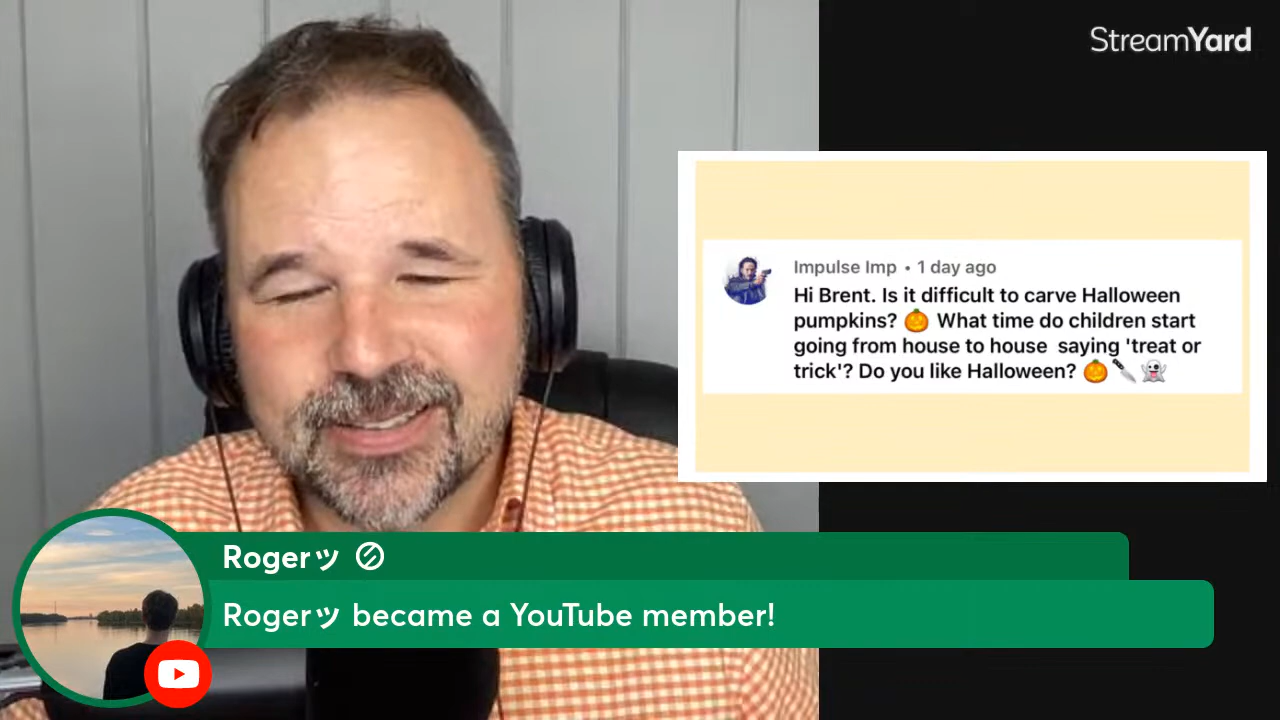 StreamYard
Impulse Imp • 1 day ago
Hi Brent. Is it difficult to carve Halloween
pumpkins? 🎃 What time do children start
going from house to house saying 'treat or
trick'? Do you like Halloween? 🎃🔪👻
Rogerッ
Rogerッ became a YouTube member!